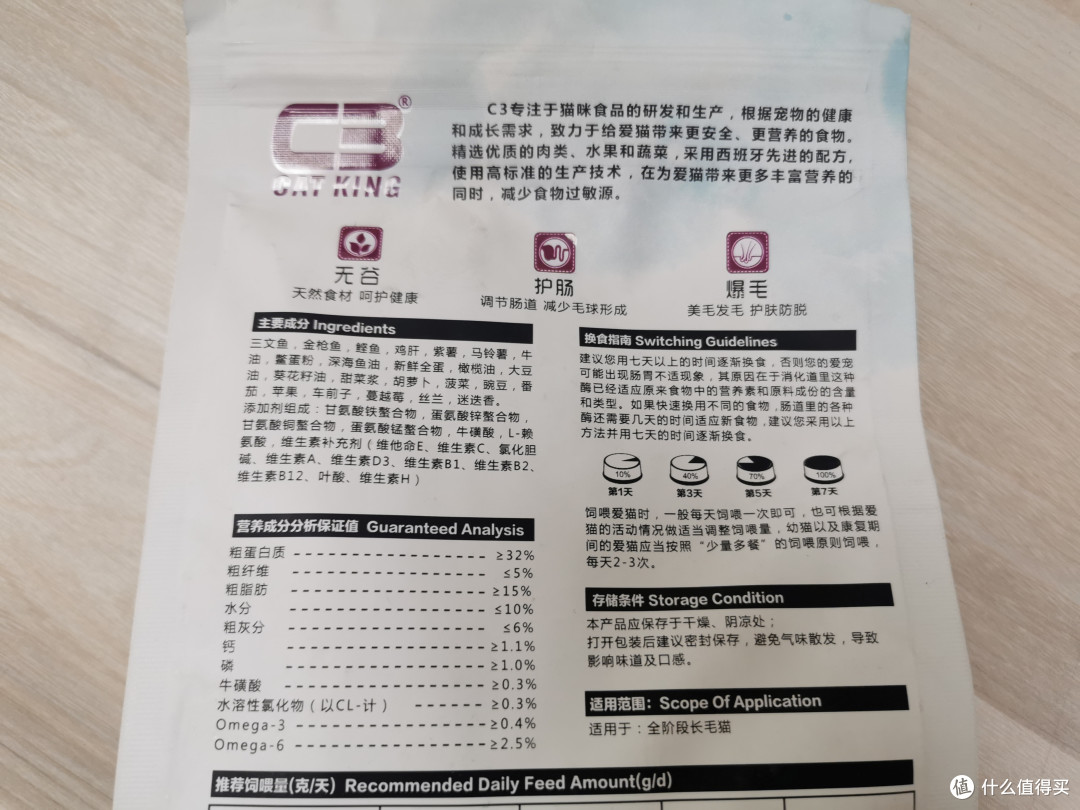 C3®
CAT KING
C3专注于猫咪食品的研发和生产，根据宠物的健康
和成长需求，致力于给爱猫带来更安全、更营养的食物。
精选优质的肉类、水果和蔬菜，采用西班牙先进的配方，
使用高标准的生产技术，在为爱猫带来更多丰富营养的
同时，减少食物过敏源。
无谷
天然食材 呵护健康
护肠
调节肠道 减少毛球形成
爆毛
美毛发毛 护肤防脱
主要成分 Ingredients
三文鱼，金枪鱼，鲣鱼，鸡肝，紫薯，马铃薯，牛
油，鳖蛋粉，深海鱼油，新鲜全蛋，橄榄油，大豆
油，葵花籽油，甜菜浆，胡萝卜，菠菜，豌豆，番
茄，苹果，车前子，蔓越莓，丝兰，迷迭香。
添加剂组成：甘氨酸铁螯合物，蛋氨酸锌螯合物，
甘氨酸铜螯合物，蛋氨酸锰螯合物，牛磺酸，L-赖
氨酸，维生素补充剂（维他命E、维生素C、氯化胆
碱、维生素A、维生素D3、维生素B1、维生素B2、
维生素B12、叶酸、维生素H）
营养成分分析保证值 Guaranteed Analysis
粗蛋白质 ≥32%
粗纤维 ≤5%
粗脂肪 ≥15%
水分 ≤10%
粗灰分 ≤6%
钙 ≥1.1%
磷 ≥1.0%
牛磺酸 ≥0.3%
水溶性氯化物（以CL-计） ≥0.3%
Omega-3 ≥0.4%
Omega-6 ≥2.5%
换食指南 Switching Guidelines
建议您用七天以上的时间逐渐换食，否则您的爱宠
可能出现肠胃不适现象，其原因在于消化道里这种
酶已经适应原来食物中的营养素和原料成份的含量
和类型。如果快速换用不同的食物，肠道里的各种
酶还需要几天的时间适应新食物，建议您采用以上
方法并用七天的时间逐渐换食。
10% 40% 70% 100%
第1天 第3天 第5天 第7天
饲喂爱猫时，一般每天饲喂一次即可，也可根据爱
猫的活动情况做适当调整饲喂量，幼猫以及康复期
间的爱猫应当按照“少量多餐”的饲喂原则饲喂，
每天2-3次。
存储条件 Storage Condition
本产品应保存于干燥、阴凉处；
打开包装后建议密封保存，避免气味散发，导致
影响味道及口感。
适用范围：Scope Of Application
适用于：全阶段长毛猫
推荐饲喂量(克/天) Recommended Daily Feed Amount(g/d)
值 什么值得买